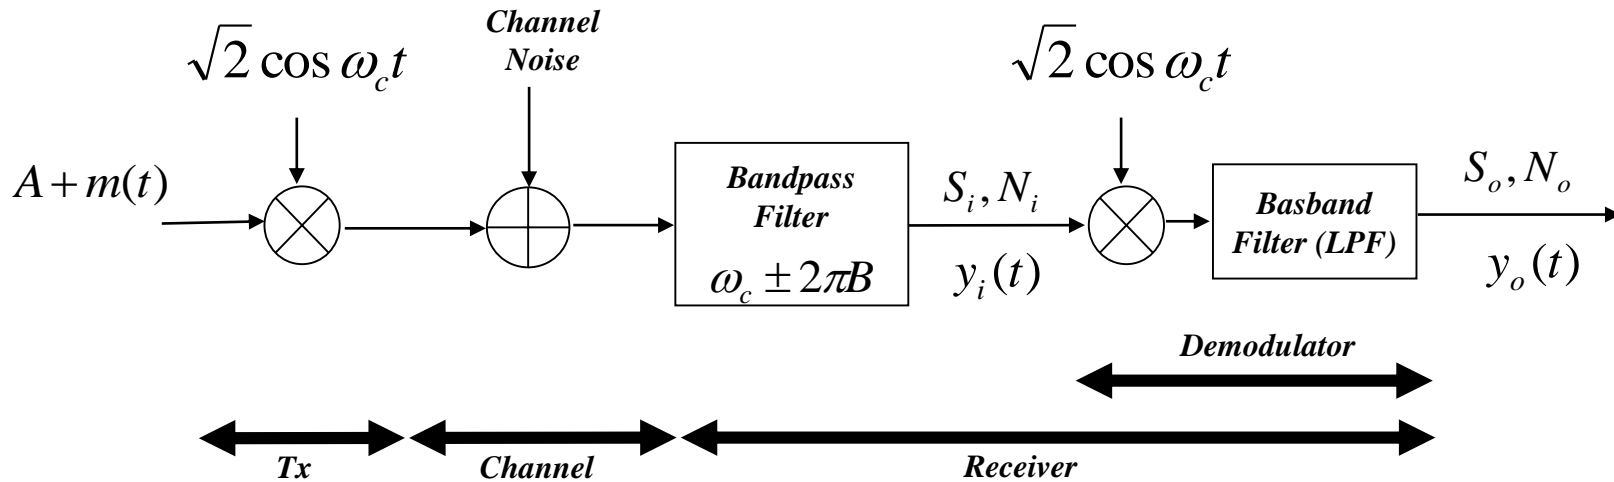 Channel
Noise
√2 cos ω_c t
√2 cos ω_c t
A + m(t)
Bandpass
Filter
ω_c ± 2πB
S_i, N_i
y_i(t)
Basband
Filter (LPF)
S_o, N_o
y_o(t)
Demodulator
Tx
Channel
Receiver